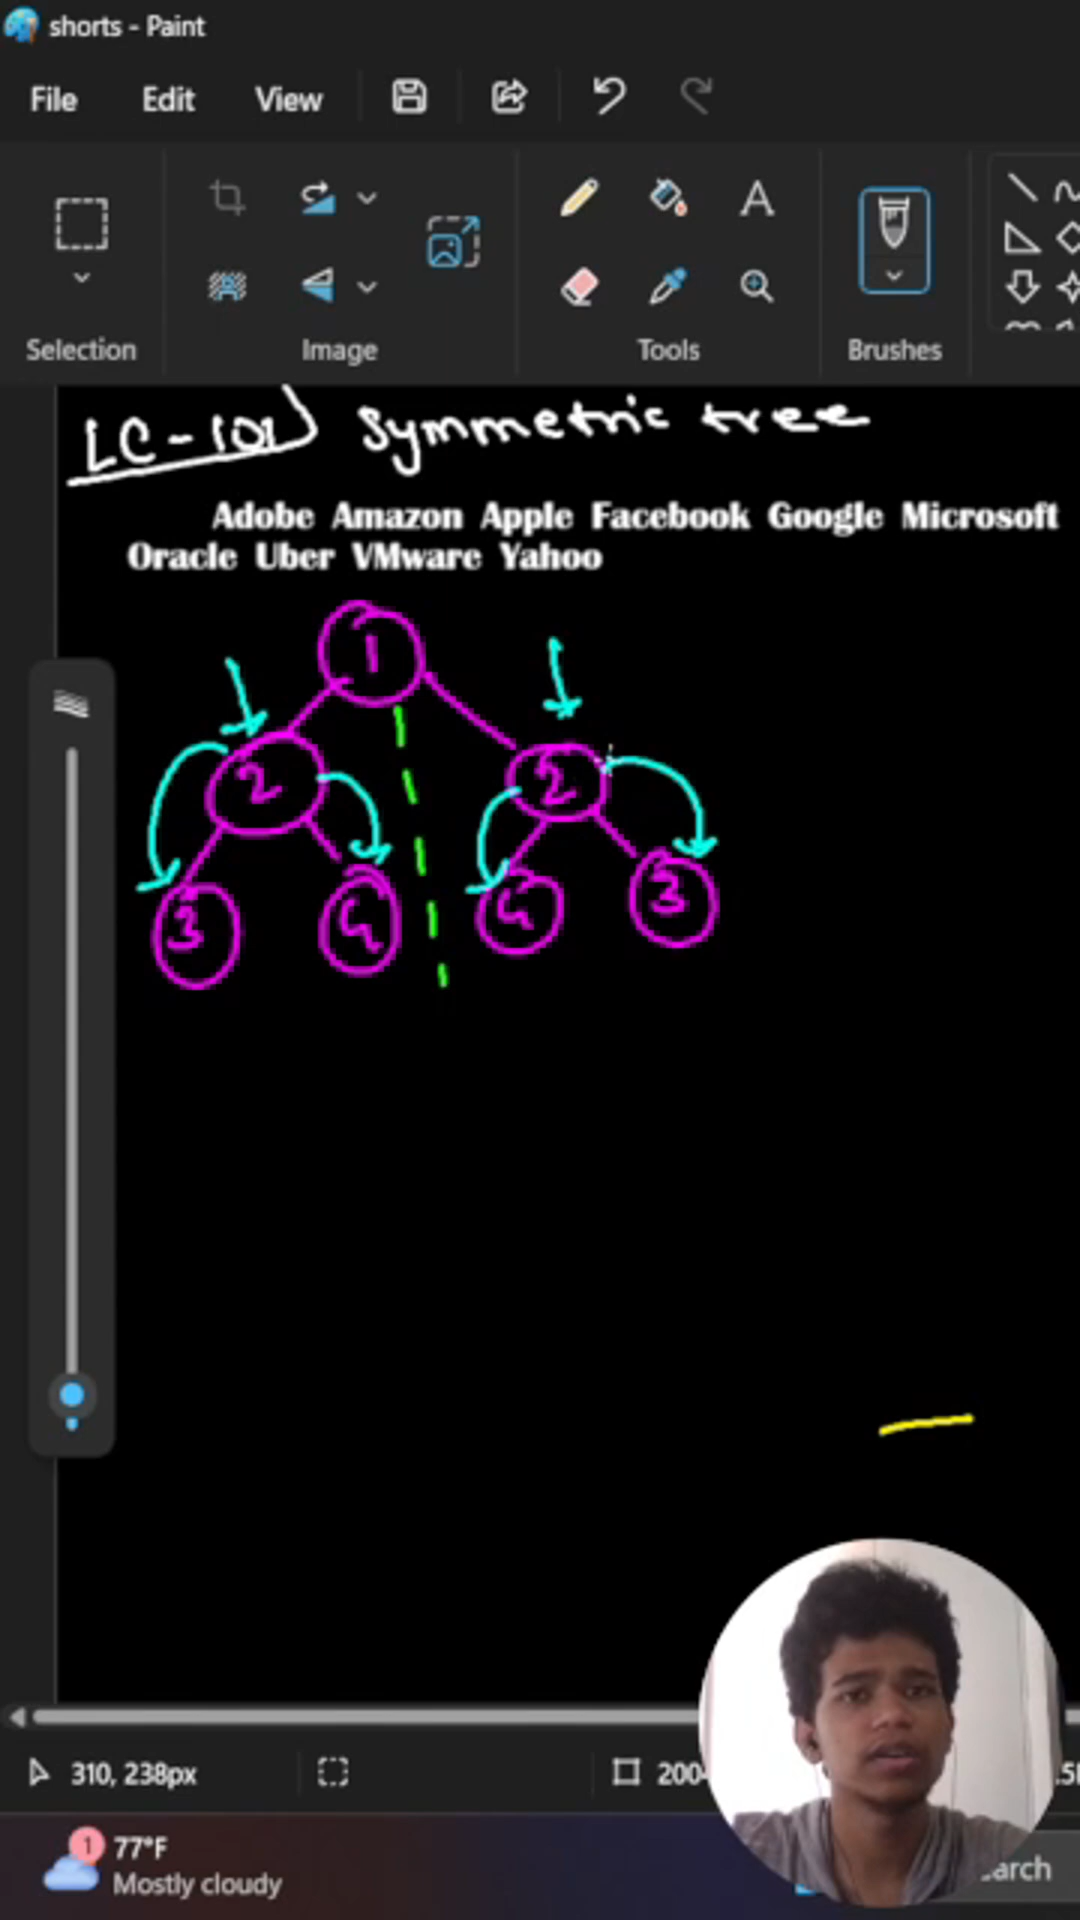 shorts - Paint
File Edit View
Selection Image Tools Brushes
LC-101) Symmetric tree
Adobe Amazon Apple Facebook Google Microsoft
Oracle Uber VMware Yahoo
1
2 2
3 4 4 3
310, 238px
1
77°F
Mostly cloudy